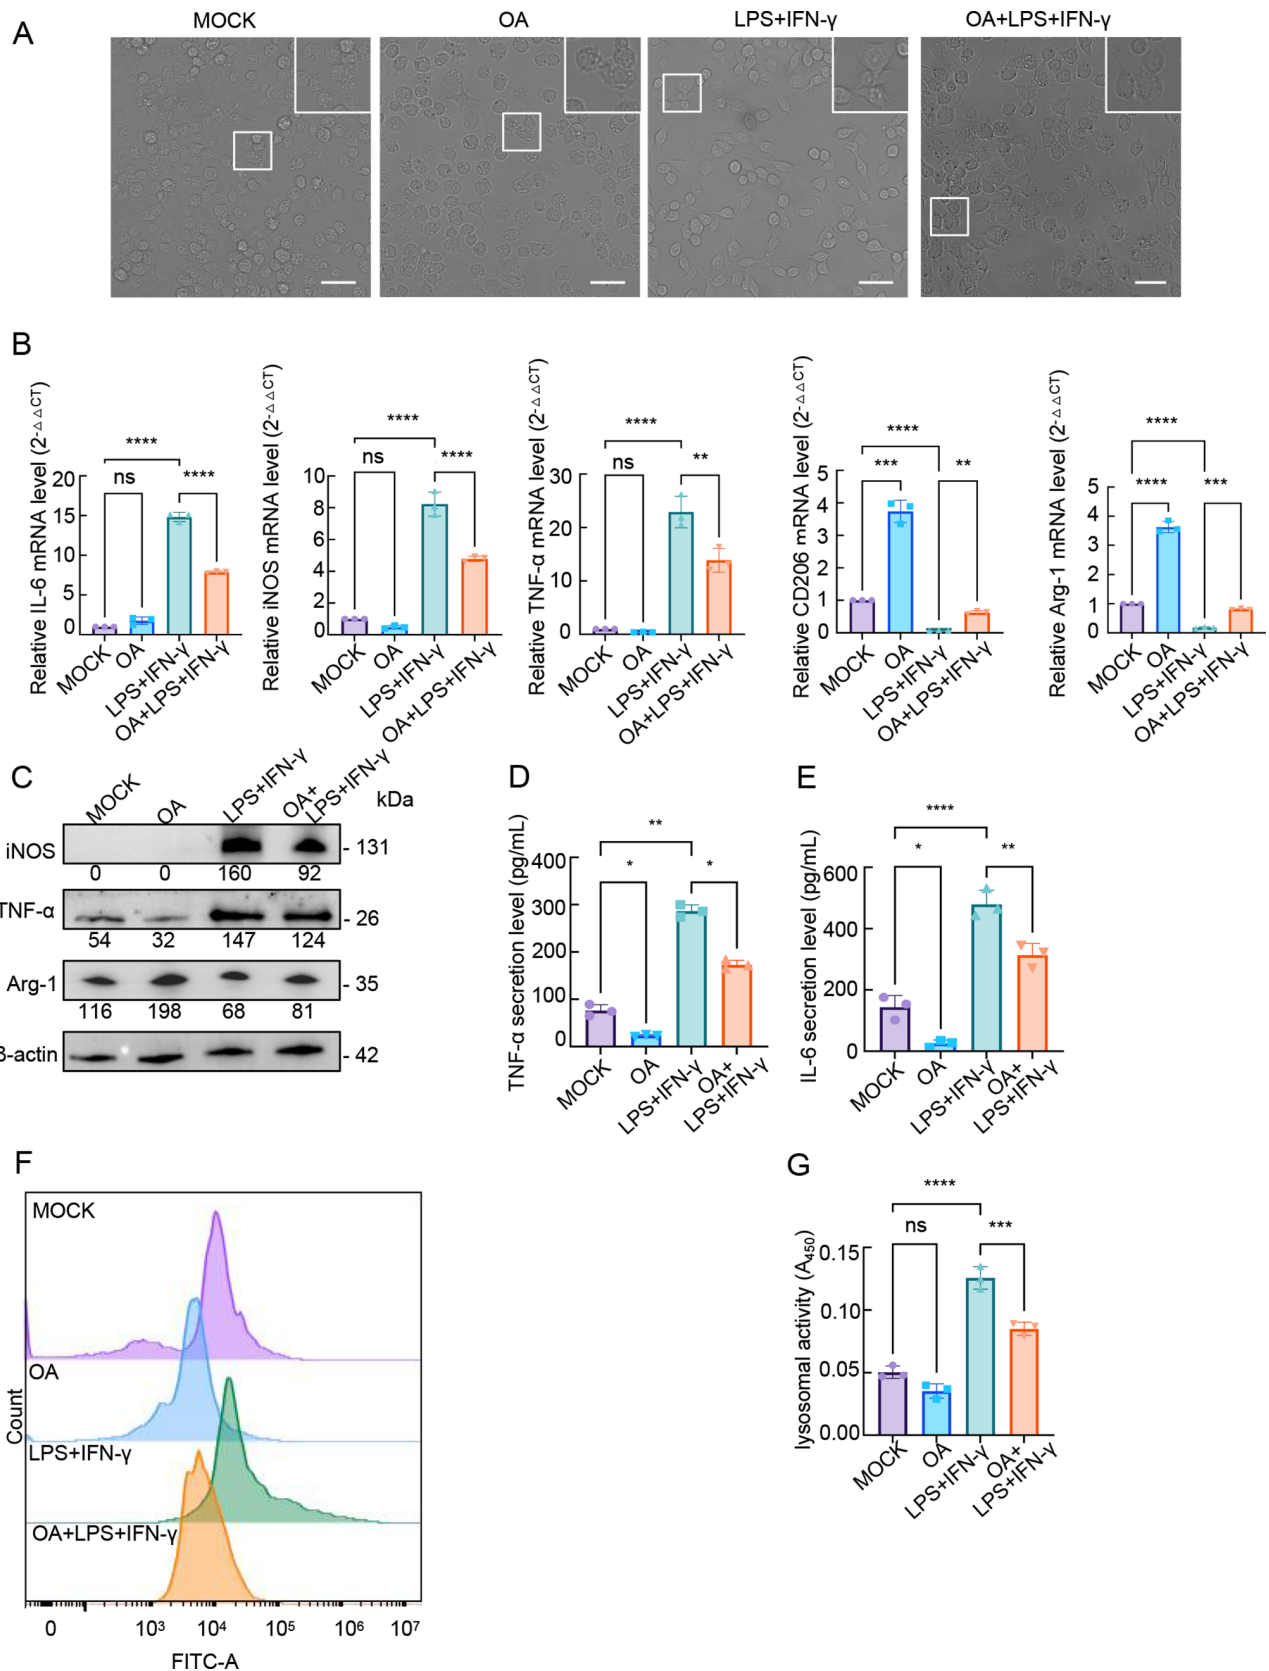 A
MOCK
OA
LPS+IFN-γ
OA+LPS+IFN-γ
B
Relative IL-6 mRNA level (2-△△CT)
20
15
10
5
0
ns
****
****
MOCK
OA
LPS+IFN-γ
OA+LPS+IFN-γ
Relative iNOS mRNA level (2-△△CT)
10
8
6
4
2
0
ns
****
****
MOCK
OA
LPS+IFN-γ
OA+LPS+IFN-γ
Relative TNF-α mRNA level (2-△△CT)
30
20
10
0
ns
****
**
MOCK
OA
LPS+IFN-γ
OA+LPS+IFN-γ
Relative CD206 mRNA level (2-△△CT)
5
4
3
2
1
0
***
****
**
MOCK
OA
LPS+IFN-γ
OA+LPS+IFN-γ
Relative Arg-1 mRNA level (2-△△CT)
5
4
3
2
1
0
****
****
***
MOCK
OA
LPS+IFN-γ
OA+LPS+IFN-γ
C
MOCK
OA
LPS+IFN-γ
OA+
LPS+IFN-γ
kDa
iNOS
- 131
0 0 160 92
TNF-α
- 26
54 32 147 124
Arg-1
- 35
116 198 68 81
β-actin
- 42
D
TNF-α secretion level (pg/mL)
400
300
200
100
0
*
**
*
MOCK
OA
LPS+IFN-γ
OA+
LPS+IFN-γ
E
IL-6 secretion level (pg/mL)
600
400
200
0
*
****
**
MOCK
OA
LPS+IFN-γ
OA+
LPS+IFN-γ
F
MOCK
OA
LPS+IFN-γ
OA+LPS+IFN-γ
Count
0 10³ 10⁴ 10⁵ 10⁶ 10⁷
FITC-A
G
lysosomal activity (A₄₅₀)
0.15
0.10
0.05
0.00
ns
****
***
MOCK
OA
LPS+IFN-γ
OA+
LPS+IFN-γ